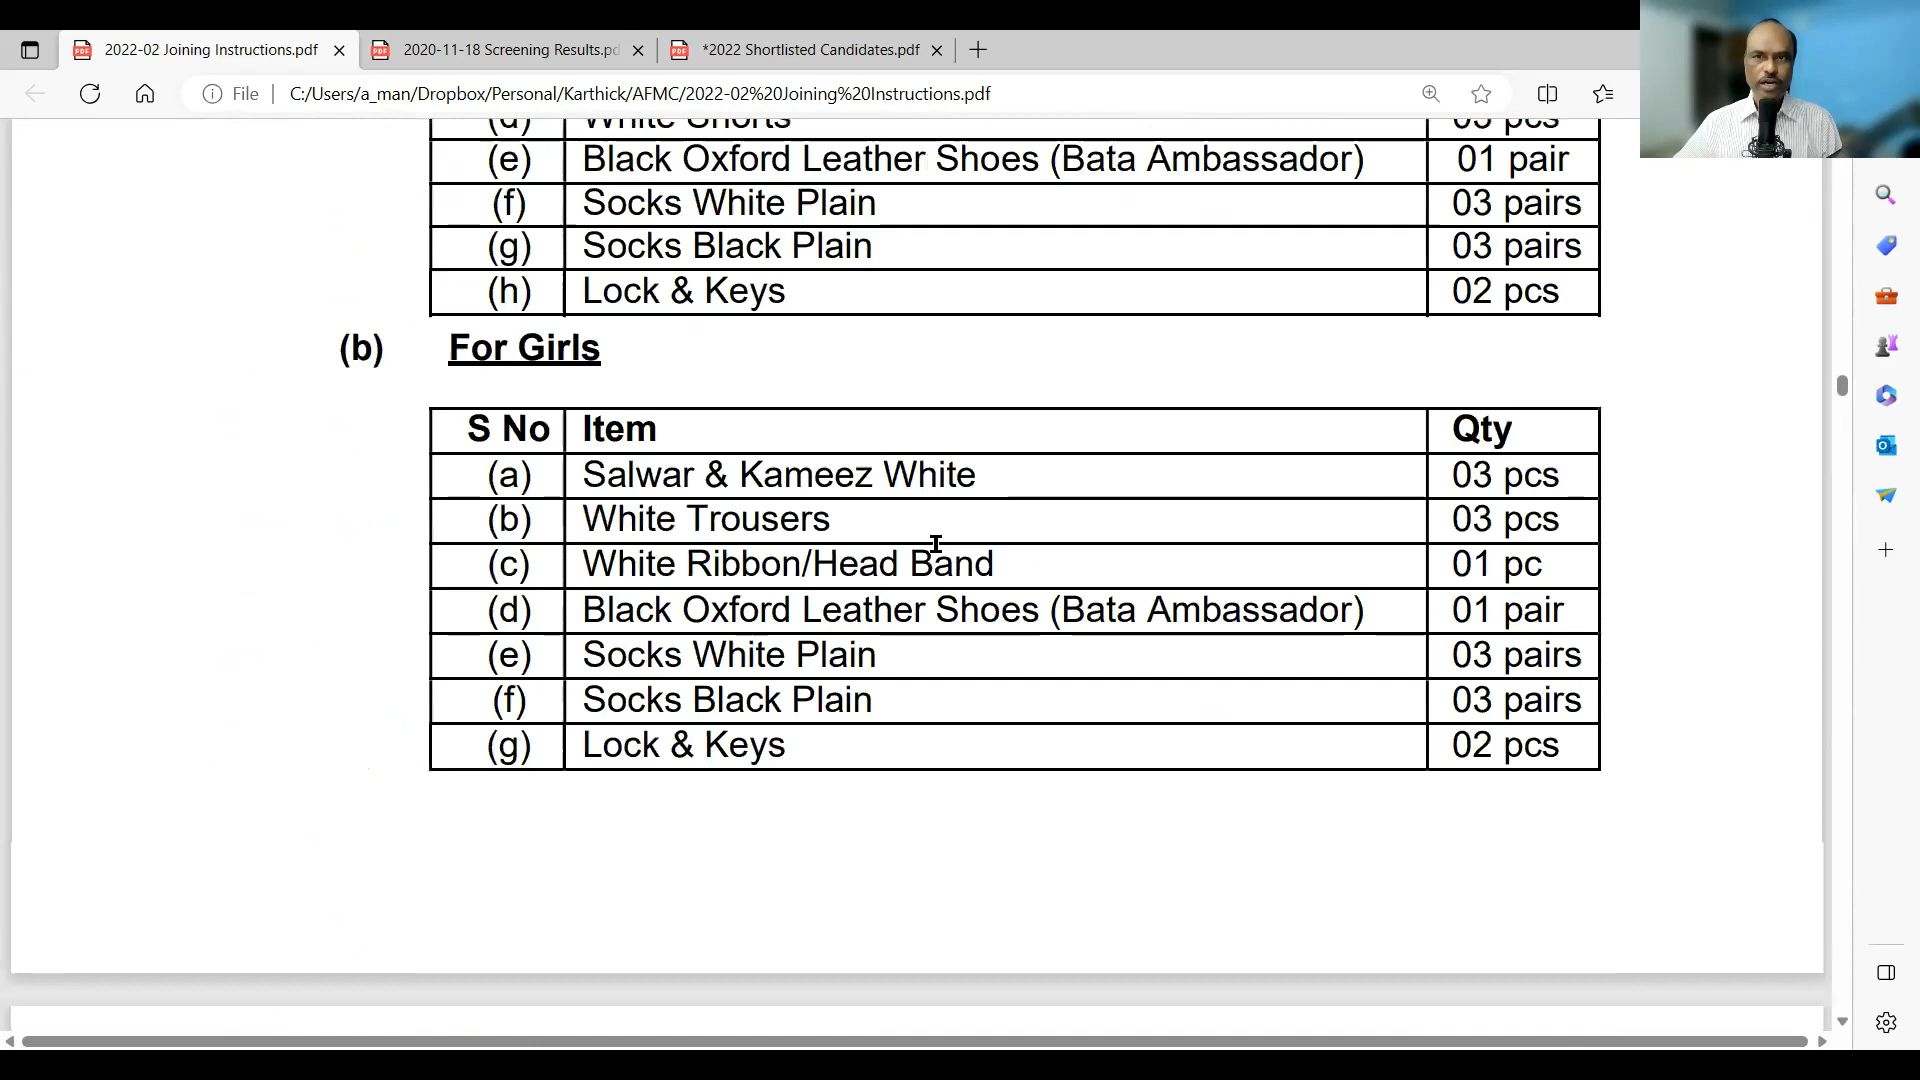 2022-02 Joining Instructions.pdf
2020-11-18 Screening Results.pd
*2022 Shortlisted Candidates.pdf
File
C:/Users/a_man/Dropbox/Personal/Karthick/AFMC/2022-02%20Joining%20Instructions.pdf
(d) White Shorts 03 pcs
(e) Black Oxford Leather Shoes (Bata Ambassador) 01 pair
(f) Socks White Plain 03 pairs
(g) Socks Black Plain 03 pairs
(h) Lock & Keys 02 pcs
(b) For Girls
S No Item Qty
(a) Salwar & Kameez White 03 pcs
(b) White Trousers 03 pcs
(c) White Ribbon/Head Band 01 pc
(d) Black Oxford Leather Shoes (Bata Ambassador) 01 pair
(e) Socks White Plain 03 pairs
(f) Socks Black Plain 03 pairs
(g) Lock & Keys 02 pcs